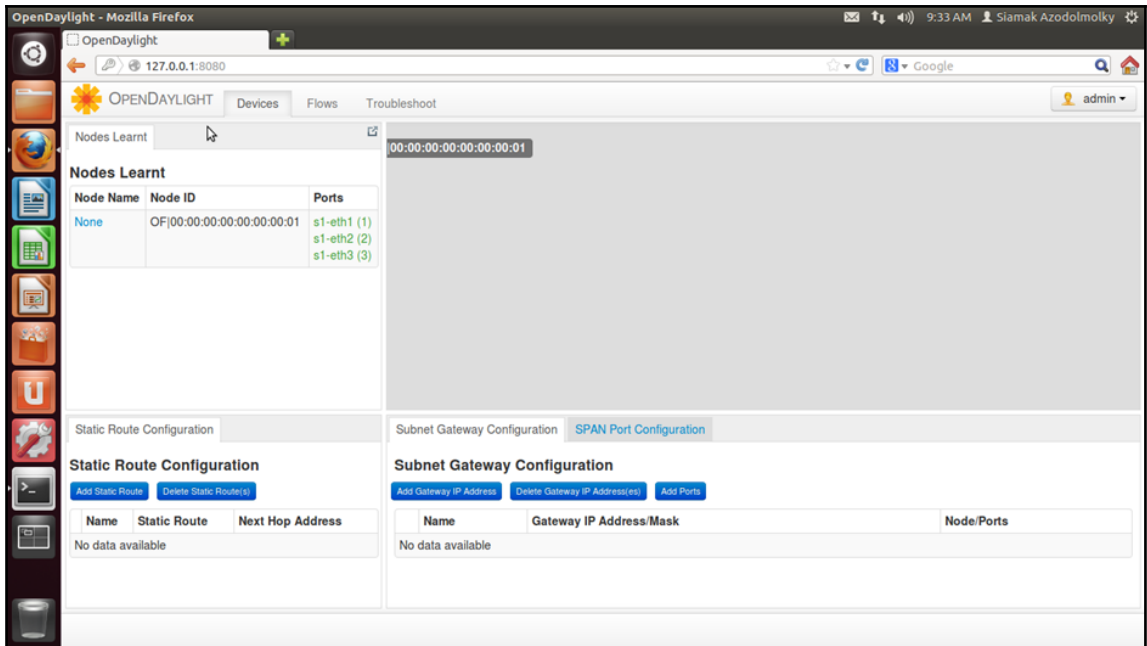 OpenDaylight - Mozilla Firefox
9:33 AM Siamak Azodolmolky
OpenDaylight
127.0.0.1:8080
Google
OPENDAYLIGHT Devices Flows Troubleshoot admin
Nodes Learnt
Nodes Learnt
Node Name Node ID Ports
None OF|00:00:00:00:00:00:00:01 s1-eth1 (1)
s1-eth2 (2)
s1-eth3 (3)
|00:00:00:00:00:00:00:01
Static Route Configuration
Static Route Configuration
Add Static Route Delete Static Route(s)
Name Static Route Next Hop Address
No data available
Subnet Gateway Configuration SPAN Port Configuration
Subnet Gateway Configuration
Add Gateway IP Address Delete Gateway IP Address(es) Add Ports
Name Gateway IP Address/Mask Node/Ports
No data available